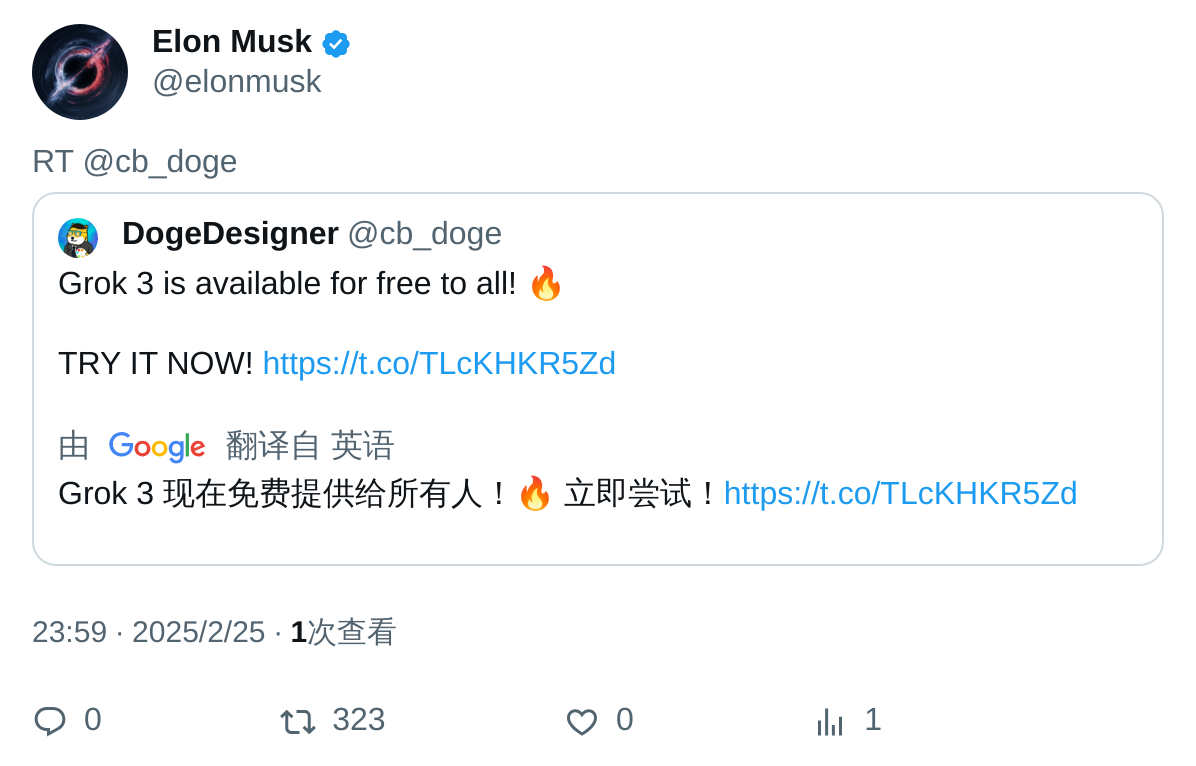 Elon Musk
@elonmusk
RT @cb_doge
DogeDesigner @cb_doge
Grok 3 is available for free to all! 🔥
TRY IT NOW! https://t.co/TLcKHKR5Zd
由 Google 翻译自 英语
Grok 3 现在免费提供给所有人！🔥 立即尝试！https://t.co/TLcKHKR5Zd
23:59 · 2025/2/25 · 1次查看
0 323 0 1